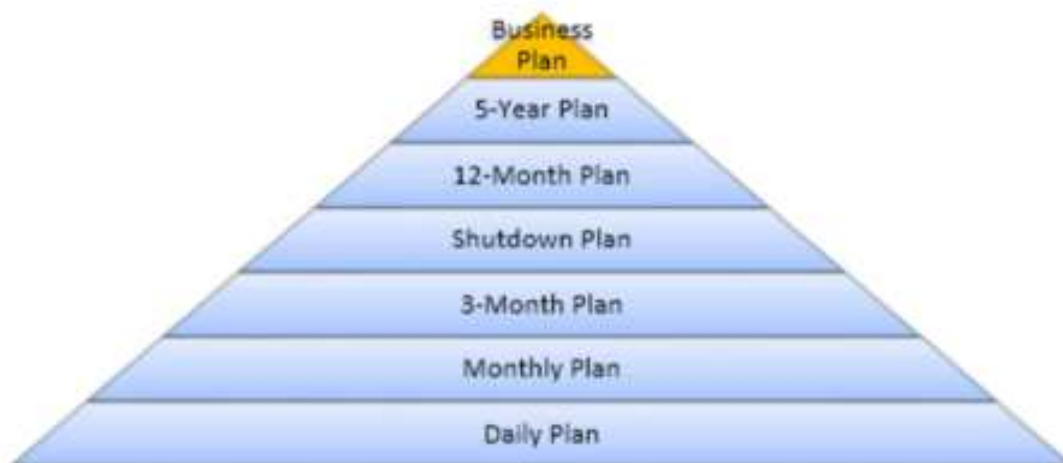 Business
Plan
5-Year Plan
12-Month Plan
Shutdown Plan
3-Month Plan
Monthly Plan
Daily Plan